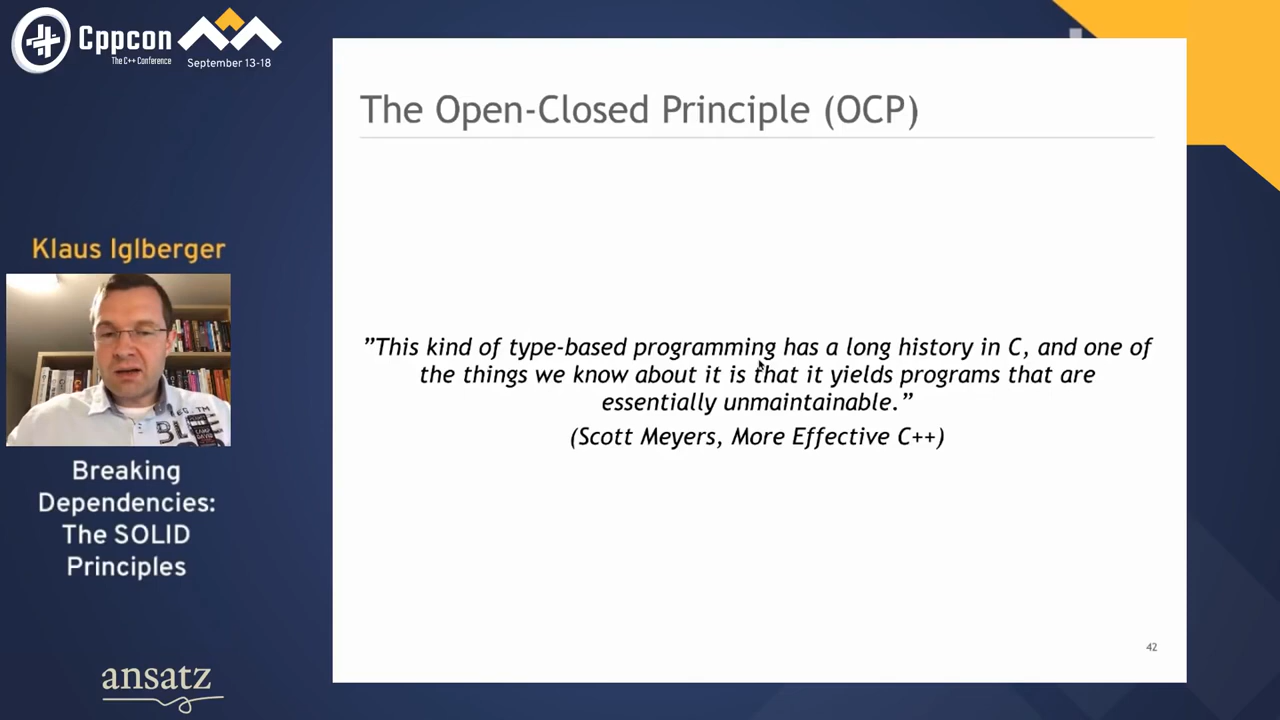 Cppcon
The C++ Conference
September 13-18
The Open-Closed Principle (OCP)
Klaus Iglberger
”This kind of type-based programming has a long history in C, and one of
the things we know about it is that it yields programs that are
essentially unmaintainable.”
(Scott Meyers, More Effective C++)
Breaking
Dependencies:
The SOLID
Principles
42
ansatz